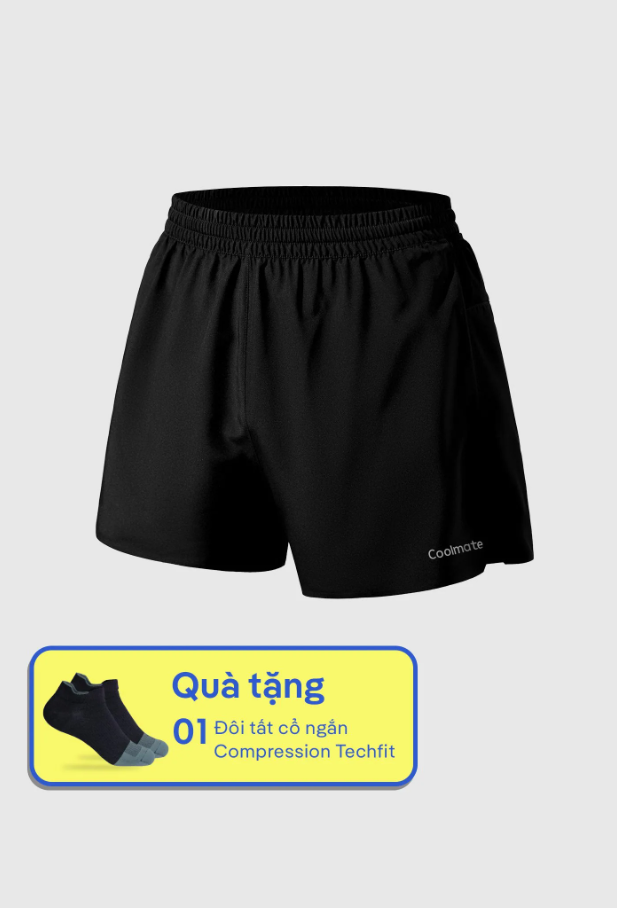 Coolmate
Quà tặng
01 Đôi tất cổ ngắn
Compression Techfit